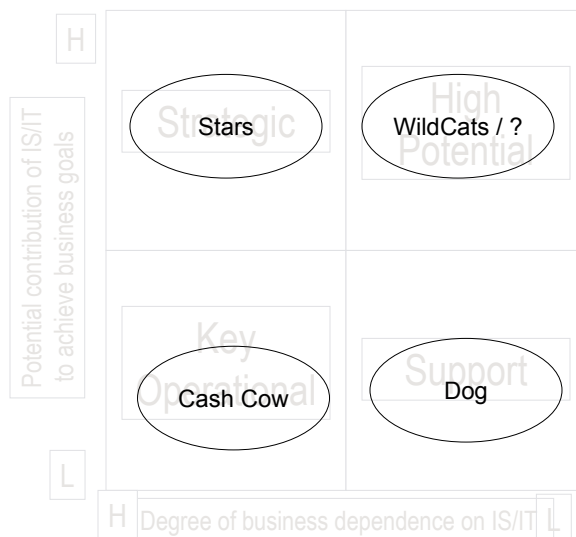 H
Potential contribution of IS/IT
to achieve business goals
Strategic
Stars
High
Potential
WildCats / ?
Key
Operational
Cash Cow
Support
Dog
L
H
Degree of business dependence on IS/IT
L